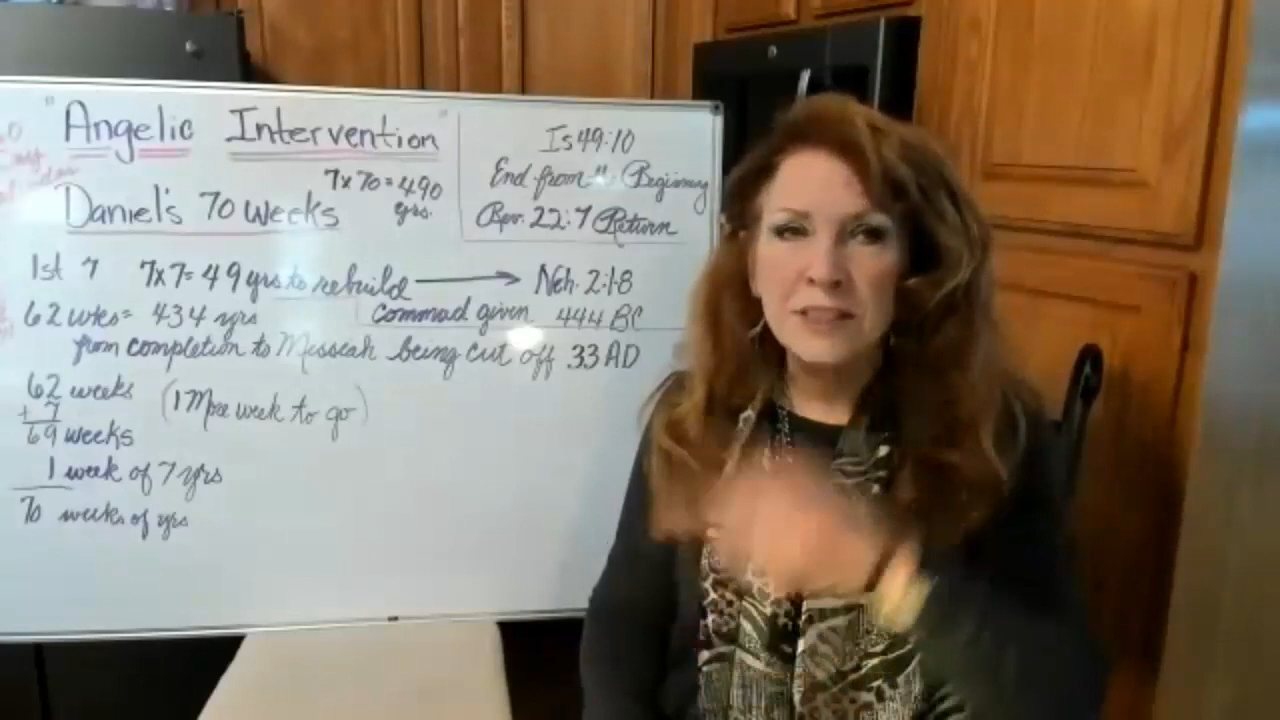 "Angelic Intervention"
7x70=490
yrs.
Daniel's 70 weeks
Is 49:10
End from Beginning
Rev. 22:7 Return
1st 7 7x7=49 yrs to rebuild → Neh. 2:1-8
62 wks= 434 yrs
Commad given 444 BC
from completion to Messeah being cut off 33 AD
62 weeks
+ 7
69 weeks
(1 More week to go)
1 week of 7 yrs
70 weeks of yrs